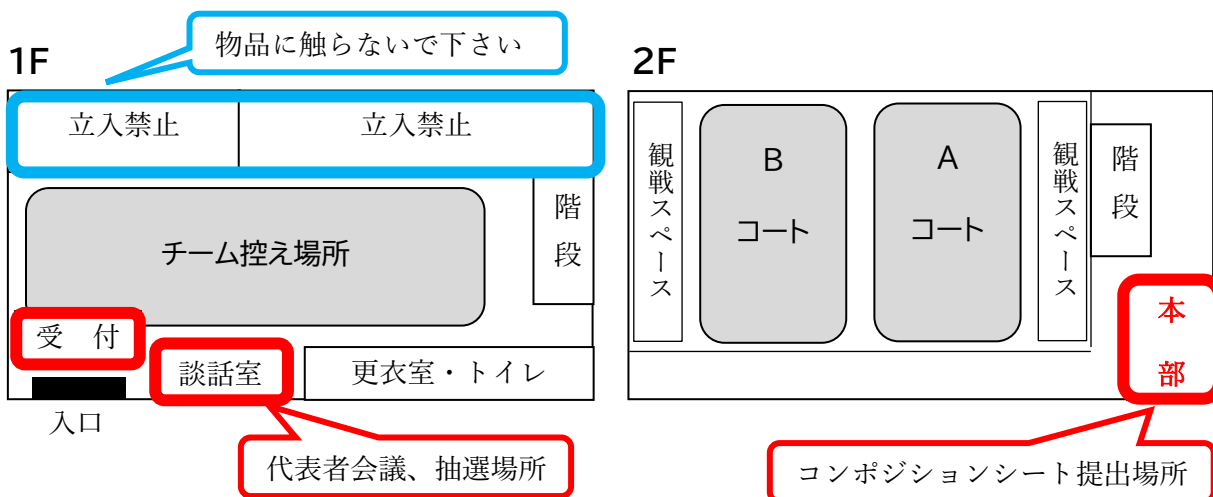 物品に触らないで下さい
1F
立入禁止
立入禁止
階段
チーム控え場所
受　付
談話室
更衣室・トイレ
入口
代表者会議、抽選場所
2F
観戦スペース
B
コート
A
コート
観戦スペース
階段
本部
コンポジションシート提出場所